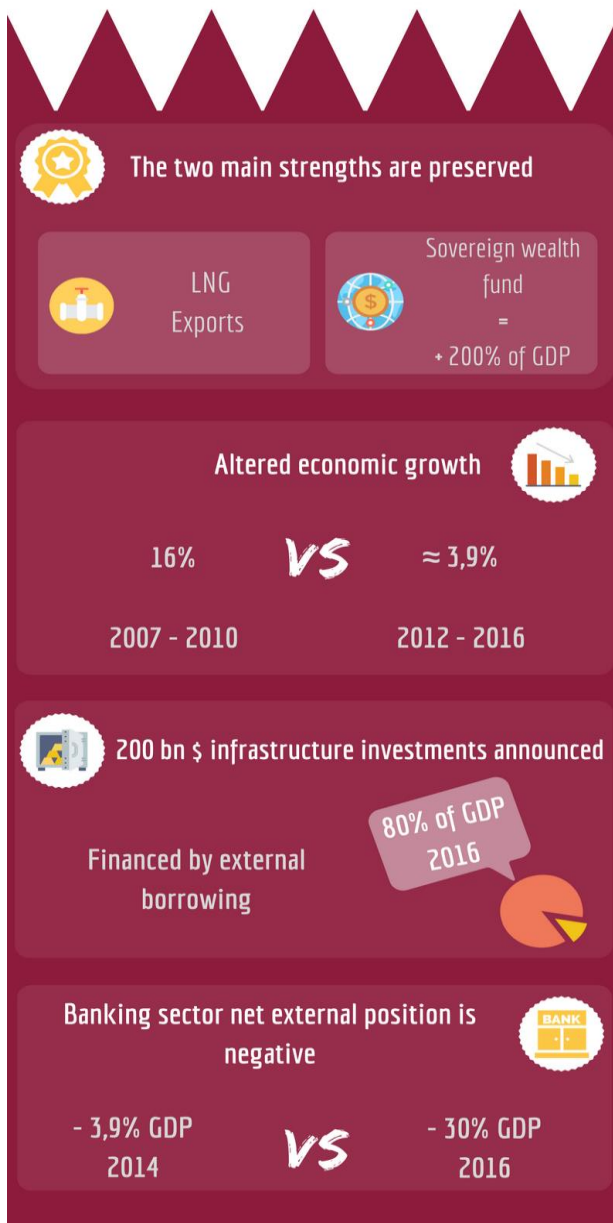 The two main strengths are preserved
LNG
Exports
Sovereign wealth
fund
=
+ 200% of GDP
Altered economic growth
16%
VS
≈ 3,9%
2007 - 2010
2012 - 2016
200 bn $ infrastructure investments announced
80% of GDP
2016
Financed by external
borrowing
Banking sector net external position is
negative
BANK
- 3,9% GDP
2014
VS
- 30% GDP
2016